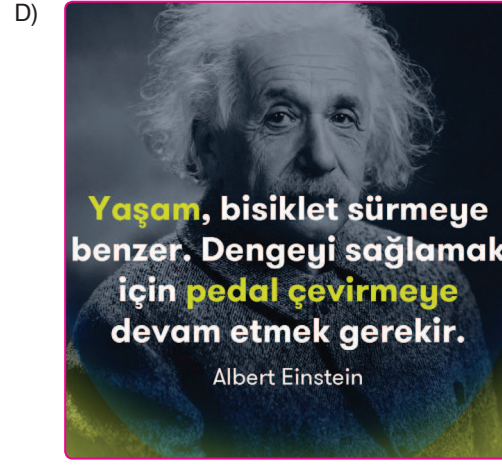 D)
Yaşam, bisiklet sürmeye
benzer. Dengeyi sağlamak
için pedal çevirmeye
devam etmek gerekir.
Albert Einstein